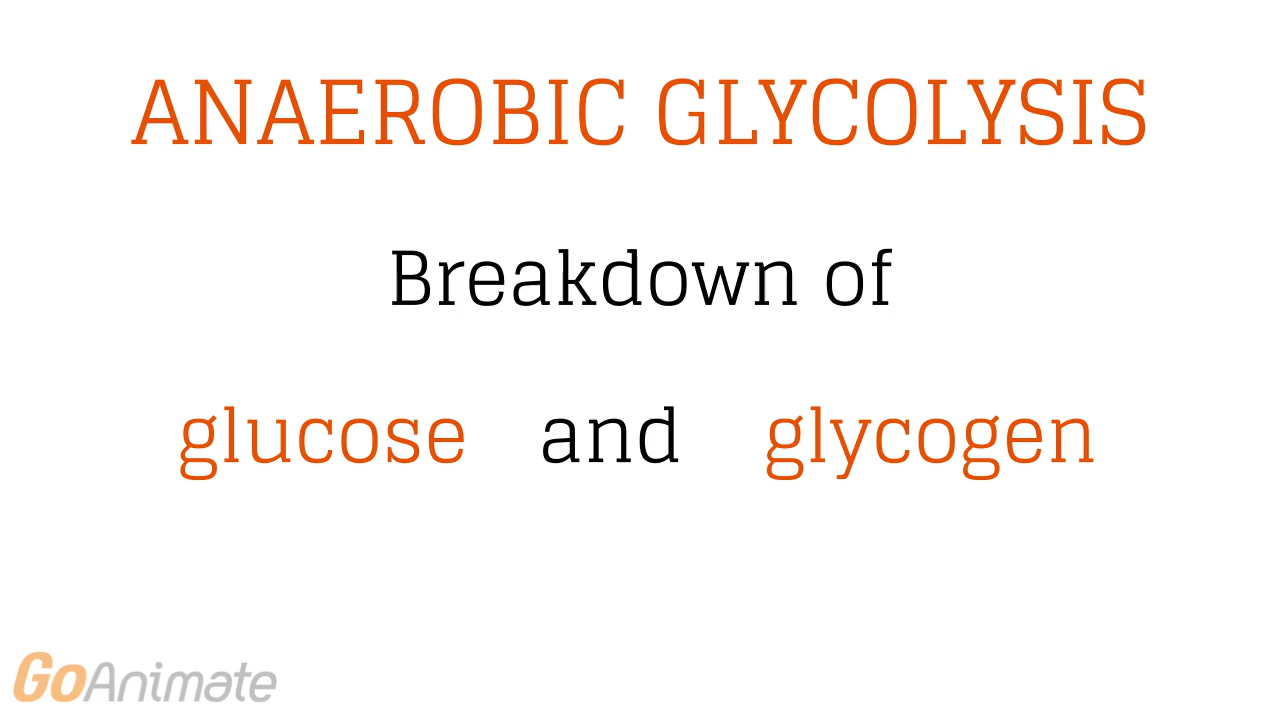 ANAEROBIC GLYCOLYSIS
Breakdown of
glucose and glycogen
GoAnimate